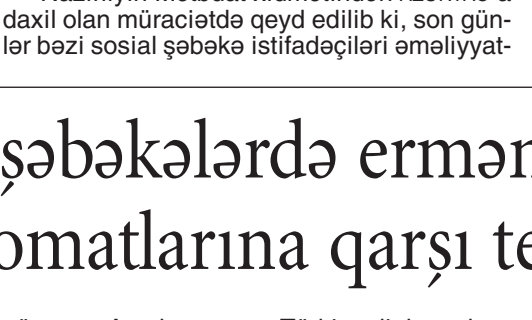 daxil olan müraciətdə qeyd edilib ki, son gün-
lər bəzi sosial şəbəkə istifadəçiləri əməliyyat-
şəbəkələrdə ermən
omatlarına qarşı te